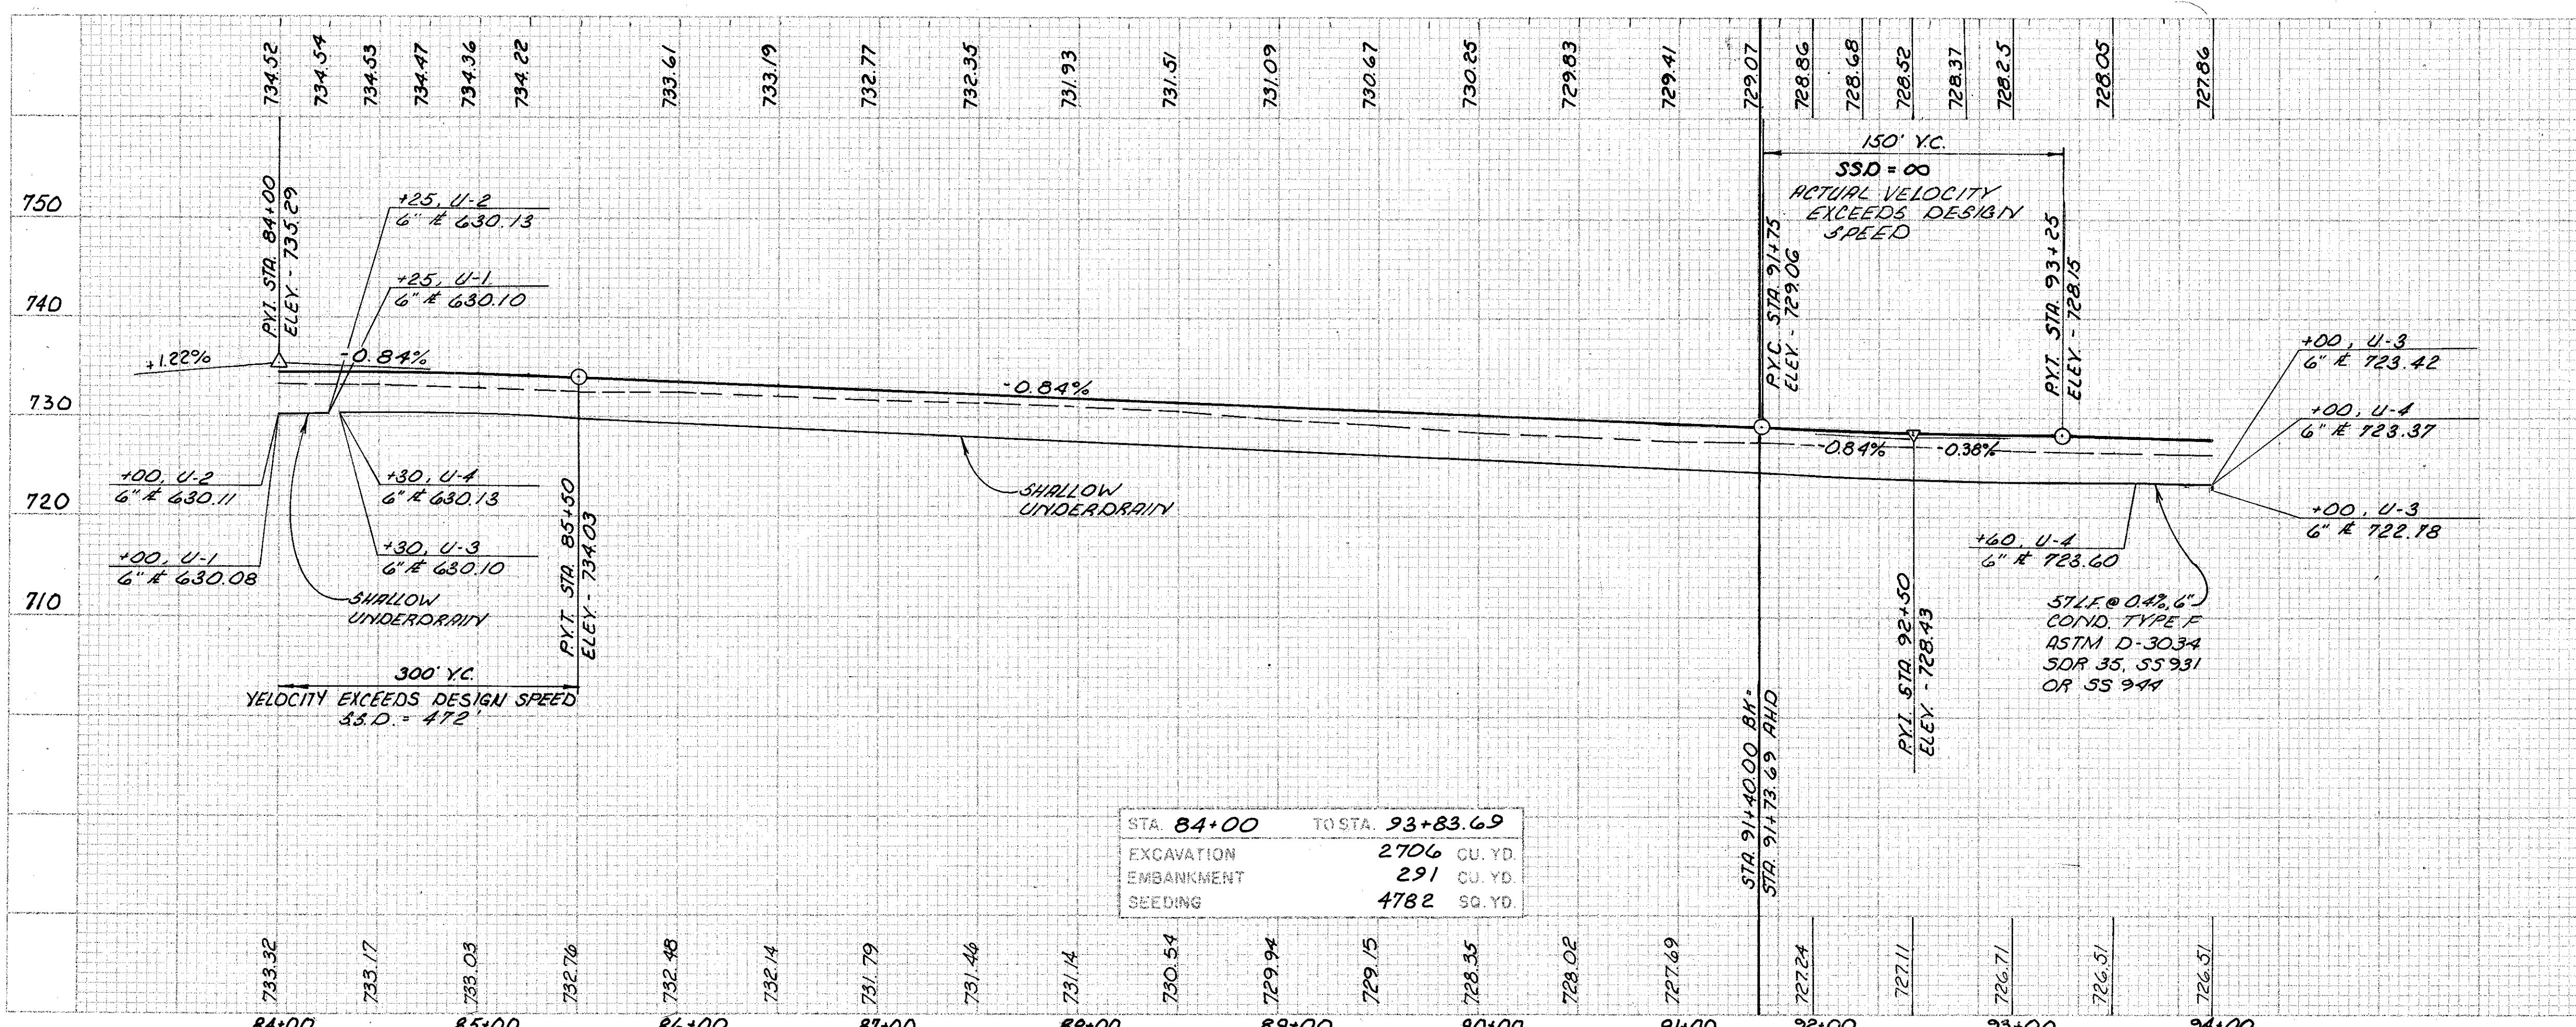 734.52
734.54
734.53
734.47
734.36
734.22
733.61
733.19
732.77
732.35
731.93
731.51
731.09
730.67
730.25
729.83
729.41
729.07
728.86
728.68
728.52
728.37
728.2.5
728.05
727.86
750
740
730
720
710
P.V.I. STA. 84+00
ELEV. - 735.29
+1.22%
-0.84%
+25, U-2
6" ⅊ 630.13
+25, U-1
6" ⅊ 630.10
+00, U-2
6" ⅊ 630.11
+00, U-1
6" ⅊ 630.08
+30, U-4
6" ⅊ 630.13
+30, U-3
6" ⅊ 630.10
SHALLOW
UNDERDRAIN
P.V.T. STA. 85+50
ELEV. - 734.03
300' V.C.
VELOCITY EXCEEDS DESIGN SPEED
S.S.D. = 472'
-0.84%
SHALLOW
UNDERDRAIN
150' V.C.
SSD = ∞
ACTUAL VELOCITY
EXCEEDS DESIGN
SPEED
P.V.C. STA. 91+75
ELEV. - 729.06
P.V.T. STA. 93+25
ELEV. - 728.15
-0.84%
-0.38%
P.V.I. STA. 92+50
ELEV. - 728.43
STA. 91+40.00 BK=
STA. 91+73.69 AHD
+00, U-3
6" ⅊ 723.42
+00, U-4
6" ⅊ 723.37
+00, U-3
6" ⅊ 722.78
+60, U-4
6" ⅊ 723.60
57 L.F. @ 0.4%, 6"
COND. TYPE F
ASTM D-3034
SDR 35, SS 931
OR SS 944
STA. 84+00 TO STA. 93+83.69
EXCAVATION 2706 CU. YD.
EMBANKMENT 291 CU. YD.
SEEDING 4782 SQ. YD.
733.32
733.17
733.03
732.76
732.48
732.14
731.79
731.46
731.14
730.54
729.94
729.15
728.35
728.02
727.69
727.24
727.11
726.71
726.51
726.51
84+00
85+00
86+00
87+00
88+00
89+00
90+00
91+00
92+00
93+00
94+00